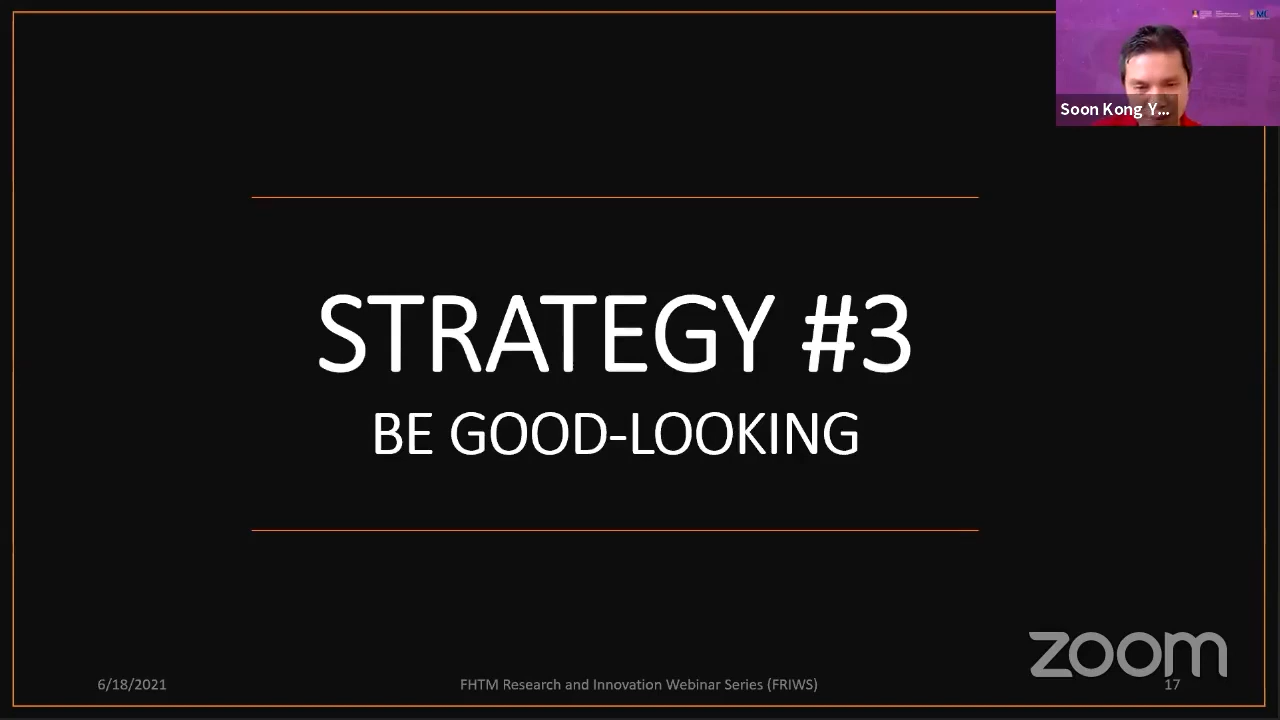 Soon Kong Y...
STRATEGY #3
BE GOOD-LOOKING
zoom
6/18/2021
FHTM Research and Innovation Webinar Series (FRIWS)
17